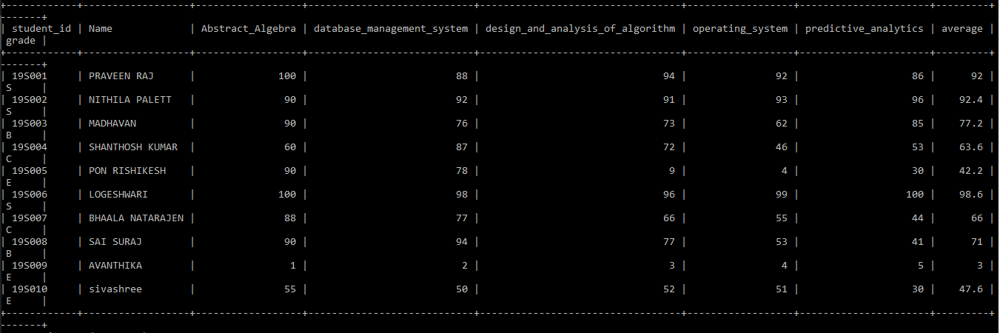 +------------+------------------+------------------+----------------------------+----------------------------------+------------------+----------------------+---------+
-------+
| student_id | Name             | Abstract_Algebra | database_management_system | design_and_analysis_of_algorithm | operating_system | predictive_analytics | average |
 grade |
+------------+------------------+------------------+----------------------------+----------------------------------+------------------+----------------------+---------+
-------+
| 19S001     | PRAVEEN RAJ      |              100 |                         88 |                               94 |               92 |                   86 |      92 |
 S     |
| 19S002     | NITHILA PALETT   |               90 |                         92 |                               91 |               93 |                   96 |    92.4 |
 S     |
| 19S003     | MADHAVAN         |               90 |                         76 |                               73 |               62 |                   85 |    77.2 |
 B     |
| 19S004     | SHANTHOSH KUMAR  |               60 |                         87 |                               72 |               46 |                   53 |    63.6 |
 C     |
| 19S005     | PON RISHIKESH    |               90 |                         78 |                                9 |                4 |                   30 |    42.2 |
 E     |
| 19S006     | LOGESHWARI       |              100 |                         98 |                               96 |               99 |                  100 |    98.6 |
 S     |
| 19S007     | BHAALA NATARAJEN |               88 |                         77 |                               66 |               55 |                   44 |      66 |
 C     |
| 19S008     | SAI SURAJ        |               90 |                         94 |                               77 |               53 |                   41 |      71 |
 B     |
| 19S009     | AVANTHIKA        |                1 |                          2 |                                3 |                4 |                    5 |       3 |
 E     |
| 19S010     | sivashree        |               55 |                         50 |                               52 |               51 |                   30 |    47.6 |
 E     |
+------------+------------------+------------------+----------------------------+----------------------------------+------------------+----------------------+---------+
-------+